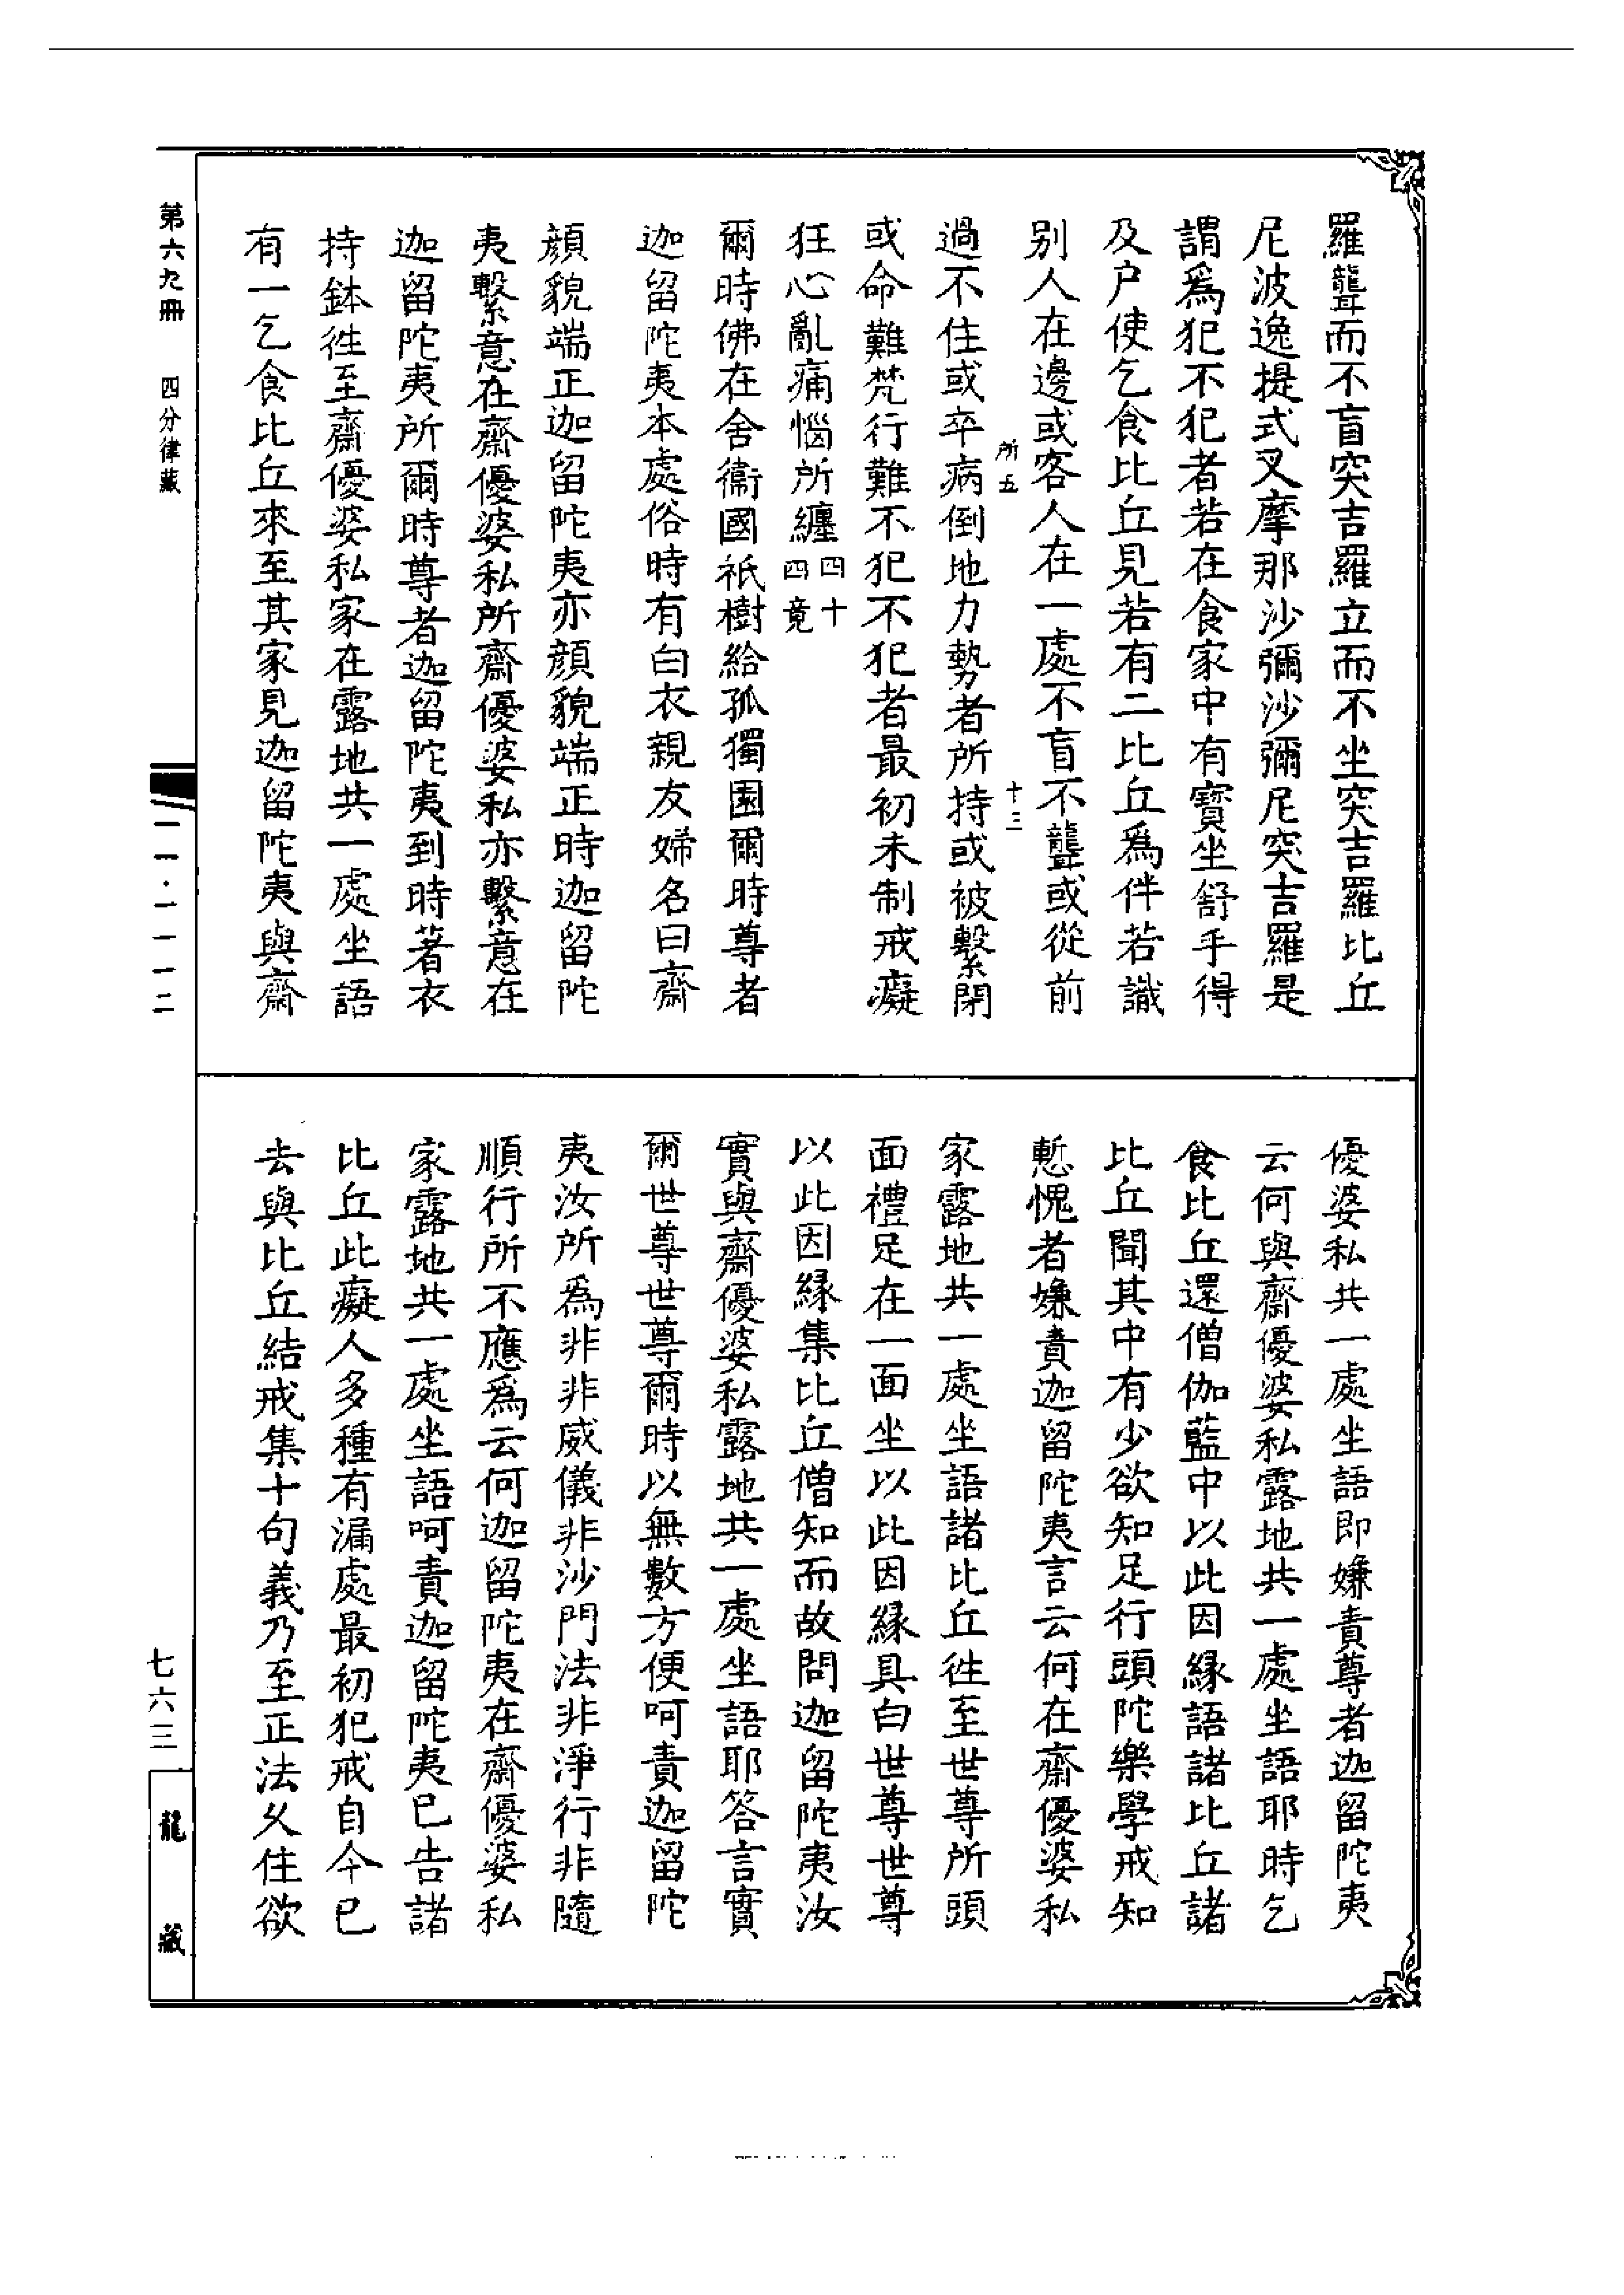 羅聾而不盲突吉羅立而不坐突吉羅比丘
尼波逸提式叉摩那沙彌沙彌尼突吉羅是
謂爲犯不犯者若在食家中有寶坐舒手得
及户使乞食比丘見若有二比丘爲伴若識
别人在邊或客人在一處不盲不聾或從前
所五 十三
過不住或卒病倒地力勢者所持或被繫閉
或命難梵行難不犯不犯者最初未制戒癡
狂心亂痛惱所纏四十四竟
爾時佛在舍衞國祇樹給孤獨園爾時尊者
迦留陀夷本處俗時有白衣親友婦名曰齋
顏貌端正迦留陀夷亦顏貌端正時迦留陀
夷繫意在齋優婆私所齋優婆私亦繫意在
迦留陀夷所爾時尊者迦留陀夷到時著衣
持鉢徃至齋優婆私家在露地共一處坐語
有一乞食比丘來至其家見迦留陀夷與齋
優婆私共一處坐語即嫌責尊者迦留陀夷
云何與齋優婆私露地共一處坐語耶時乞
食比丘還僧伽藍中以此因緣語諸比丘諸
比丘聞其中有少欲知足行頭陀樂學戒知
慙愧者嫌責迦留陀夷言云何在齋優婆私
家露地共一處坐語諸比丘徃至世尊所頭
面禮足在一面坐以此因緣具白世尊世尊
以此因緣集比丘僧知而故問迦留陀夷汝
實與齋優婆私露地共一處坐語耶答言實
爾世尊世尊爾時以無數方便呵責迦留陀
夷汝所爲非非威儀非沙門法非淨行非隨
順行所不應爲云何迦留陀夷在齋優婆私
家露地共一處坐語呵責迦留陀夷已告諸
比丘此癡人多種有漏處最初犯戒自今已
去與比丘結戒集十句義乃至正法久住欲
第六九册 四分律藏
一一·一一一二
七六三
龍藏